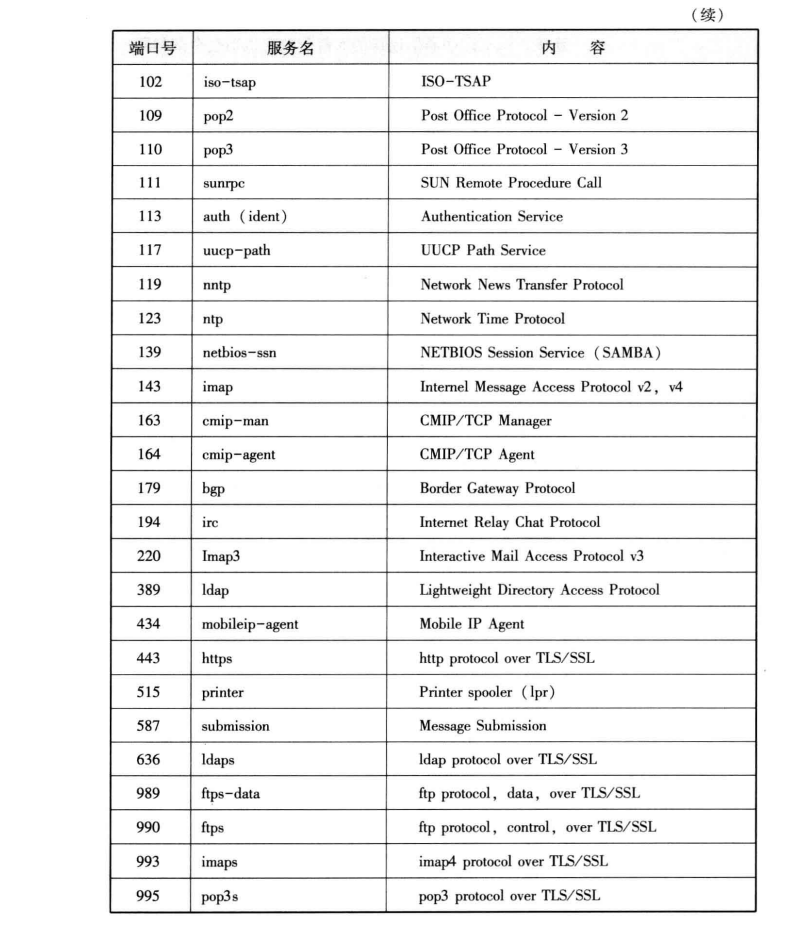 (续)
端口号 服务名 内 容
102 iso-tsap ISO-TSAP
109 pop2 Post Office Protocol - Version 2
110 pop3 Post Office Protocol - Version 3
111 sunrpc SUN Remote Procedure Call
113 auth (ident) Authentication Service
117 uucp-path UUCP Path Service
119 nntp Network News Transfer Protocol
123 ntp Network Time Protocol
139 netbios-ssn NETBIOS Session Service (SAMBA)
143 imap Internel Message Access Protocol v2, v4
163 cmip-man CMIP/TCP Manager
164 cmip-agent CMIP/TCP Agent
179 bgp Border Gateway Protocol
194 irc Internet Relay Chat Protocol
220 Imap3 Interactive Mail Access Protocol v3
389 ldap Lightweight Directory Access Protocol
434 mobileip-agent Mobile IP Agent
443 https http protocol over TLS/SSL
515 printer Printer spooler (lpr)
587 submission Message Submission
636 ldaps ldap protocol over TLS/SSL
989 ftps-data ftp protocol, data, over TLS/SSL
990 ftps ftp protocol, control, over TLS/SSL
993 imaps imap4 protocol over TLS/SSL
995 pop3s pop3 protocol over TLS/SSL